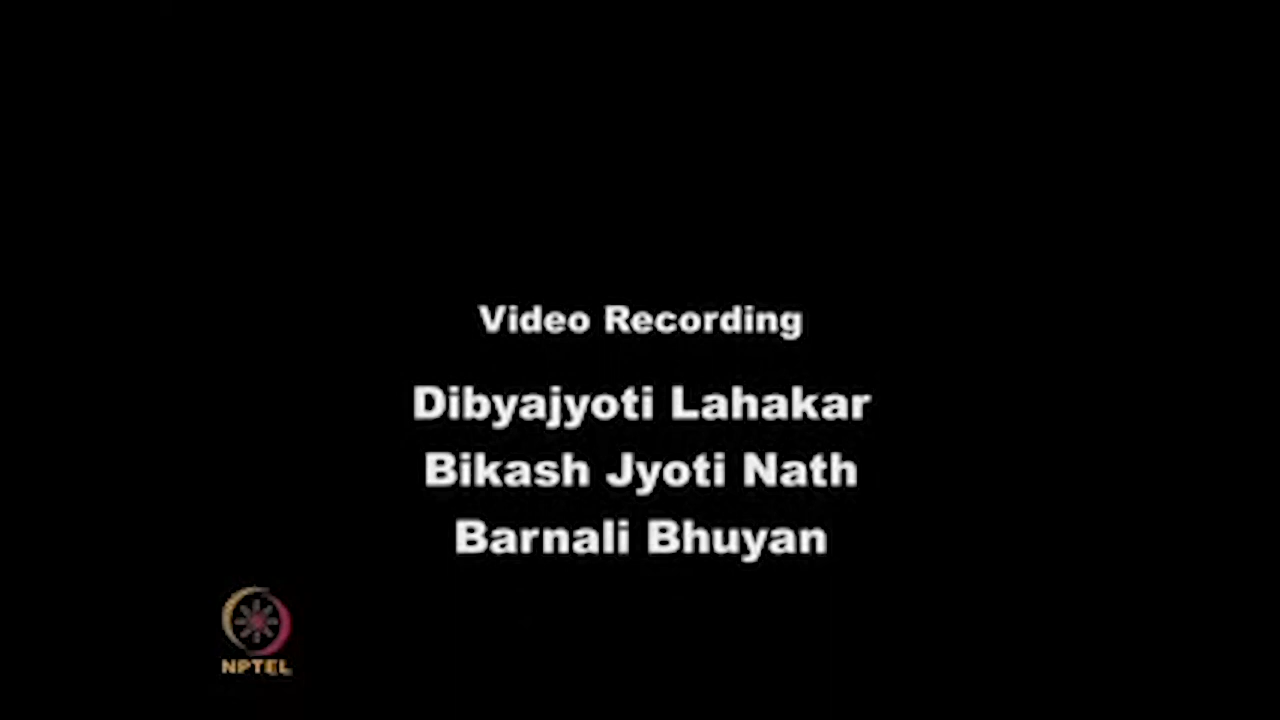 Video Recording
Dibyajyoti Lahakar
Bikash Jyoti Nath
Barnali Bhuyan
NPTEL